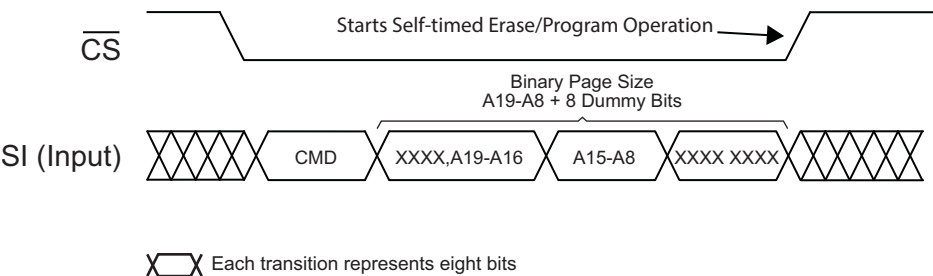 Starts Self-timed Erase/Program Operation
C̅S̅
Binary Page Size
A19-A8 + 8 Dummy Bits
SI (Input)
CMD
XXXX,A19-A16
A15-A8
XXXX XXXX
Each transition represents eight bits